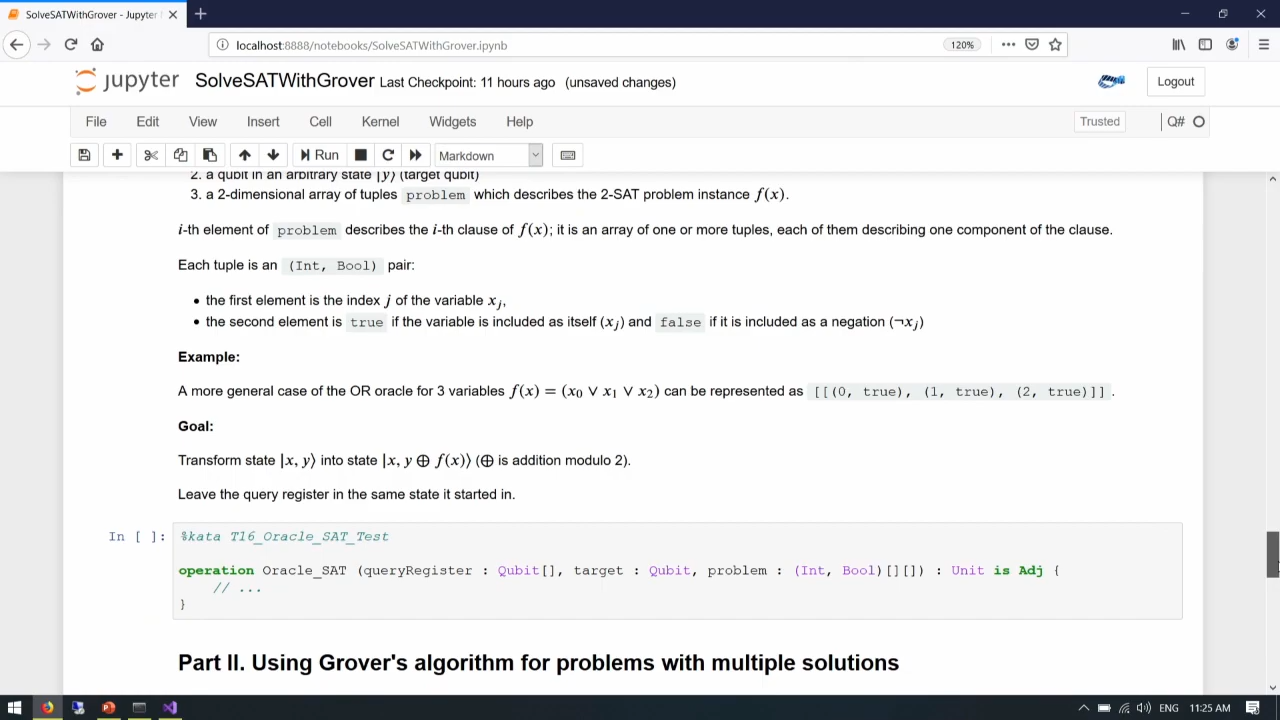 SolveSATWithGrover - Jupyter
localhost:8888/notebooks/SolveSATWithGrover.ipynb
120%
jupyter SolveSATWithGrover Last Checkpoint: 11 hours ago (unsaved changes)
Logout
File Edit View Insert Cell Kernel Widgets Help
Trusted
Q#
Run
Markdown
2. a qubit in an arbitrary state |y⟩ (target qubit)
3. a 2-dimensional array of tuples problem which describes the 2-SAT problem instance f(x).
i-th element of problem describes the i-th clause of f(x); it is an array of one or more tuples, each of them describing one component of the clause.
Each tuple is an (Int, Bool) pair:
• the first element is the index j of the variable xⱼ,
• the second element is true if the variable is included as itself (xⱼ) and false if it is included as a negation (¬xⱼ)
Example:
A more general case of the OR oracle for 3 variables f(x) = (x₀ ∨ x₁ ∨ x₂) can be represented as [[(0, true), (1, true), (2, true)]].
Goal:
Transform state |x, y⟩ into state |x, y ⊕ f(x)⟩ (⊕ is addition modulo 2).
Leave the query register in the same state it started in.
In [ ]: %kata T16_Oracle_SAT_Test
operation Oracle_SAT (queryRegister : Qubit[], target : Qubit, problem : (Int, Bool)[][]) : Unit is Adj {
// ...
}
Part II. Using Grover's algorithm for problems with multiple solutions
ENG 11:25 AM